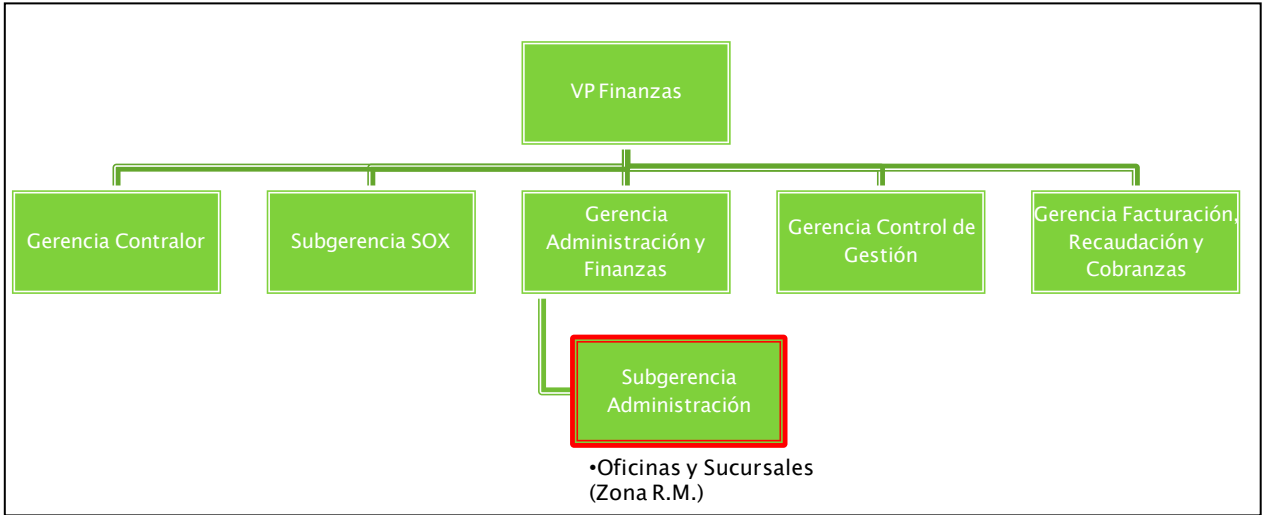 VP Finanzas
Gerencia Contralor
Subgerencia SOX
Gerencia
Administración y
Finanzas
Gerencia Control de
Gestión
Gerencia Facturación,
Recaudación y
Cobranzas
Subgerencia
Administración
•Oficinas y Sucursales
(Zona R.M.)